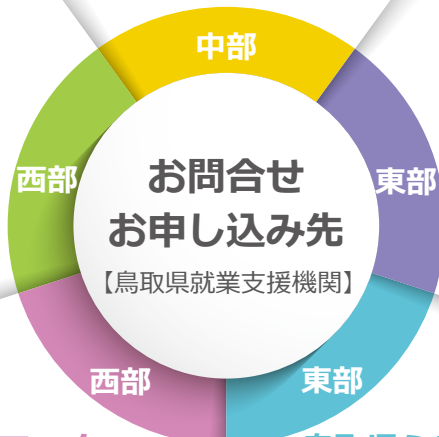 中部
西部
東部
お問合せ
お申し込み先
【鳥取県就業支援機関】
西部
東部